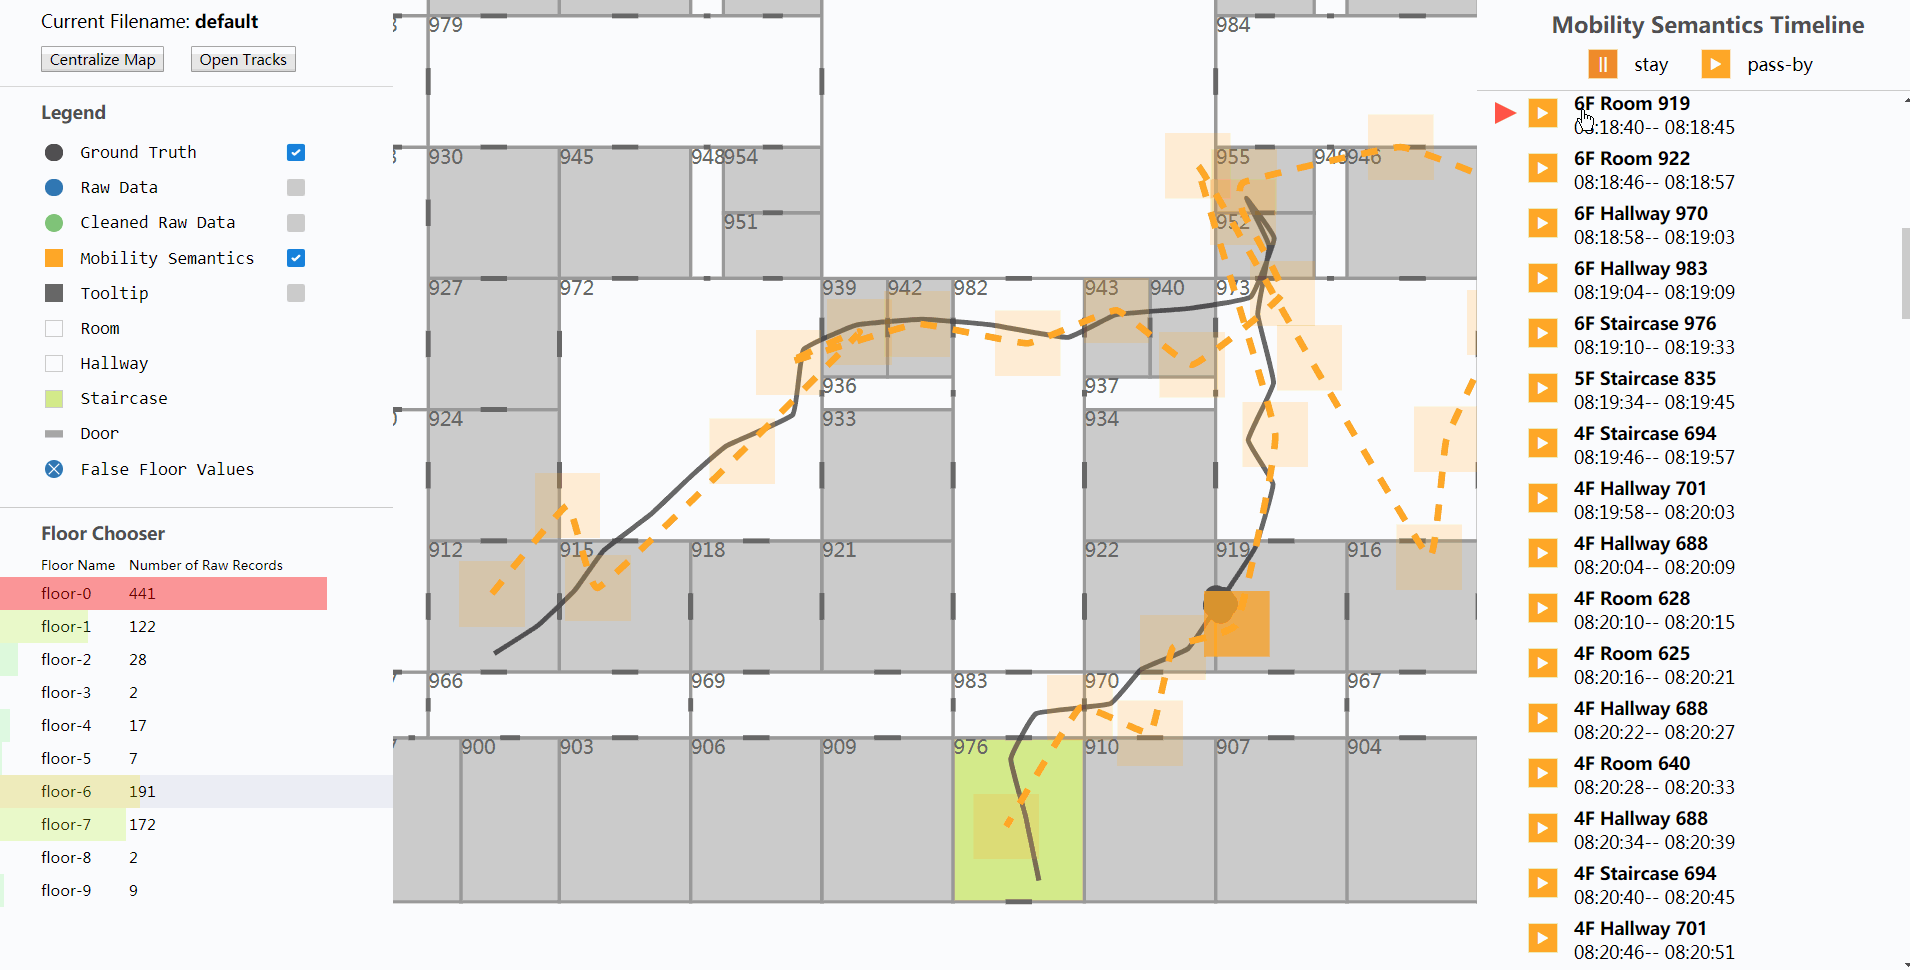 Current Filename: default
Centralize Map
Open Tracks
Legend
Ground Truth
Raw Data
Cleaned Raw Data
Mobility Semantics
Tooltip
Room
Hallway
Staircase
Door
False Floor Values
Floor Chooser
Floor Name Number of Raw Records
floor-0 441
floor-1 122
floor-2 28
floor-3 2
floor-4 17
floor-5 7
floor-6 191
floor-7 172
floor-8 2
floor-9 9
979 984
930 945 948 954 955 949 946
951 952
927 972 939 942 982 943 940 973
936 937
924 933 934
912 915 918 921 922 919 916
966 969 983 970 967
900 903 906 909 976 910 907 904
Mobility Semantics Timeline
stay pass-by
6F Room 919
08:18:40-- 08:18:45
6F Room 922
08:18:46-- 08:18:57
6F Hallway 970
08:18:58-- 08:19:03
6F Hallway 983
08:19:04-- 08:19:09
6F Staircase 976
08:19:10-- 08:19:33
5F Staircase 835
08:19:34-- 08:19:45
4F Staircase 694
08:19:46-- 08:19:57
4F Hallway 701
08:19:58-- 08:20:03
4F Hallway 688
08:20:04-- 08:20:09
4F Room 628
08:20:10-- 08:20:15
4F Room 625
08:20:16-- 08:20:21
4F Hallway 688
08:20:22-- 08:20:27
4F Room 640
08:20:28-- 08:20:33
4F Hallway 688
08:20:34-- 08:20:39
4F Staircase 694
08:20:40-- 08:20:45
4F Hallway 701
08:20:46-- 08:20:51